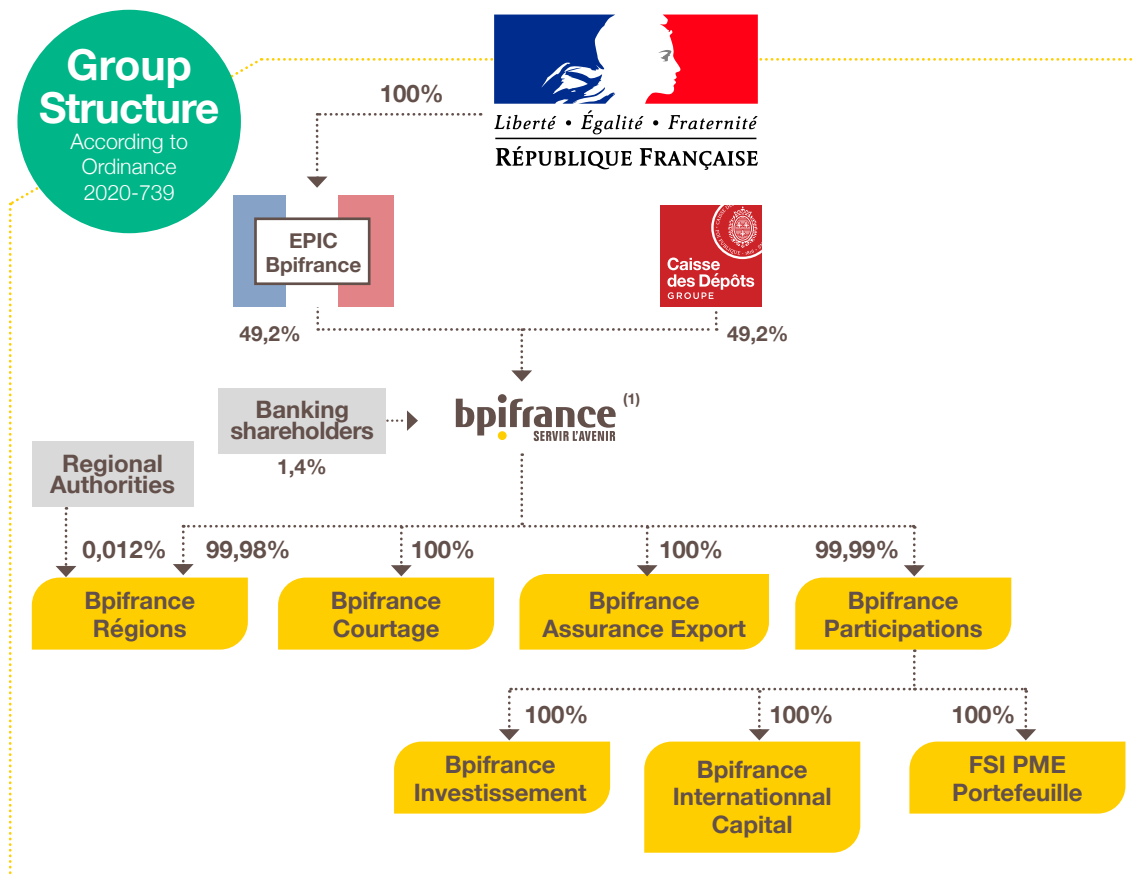 Group
Structure
According to
Ordinance
2020-739
100%
Liberté • Égalité • Fraternité
RÉPUBLIQUE FRANÇAISE
EPIC
Bpifrance
Caisse
des Dépôts
GROUPE
49,2%
49,2%
Banking
shareholders
1,4%
bpifrance (1)
SERVIR L'AVENIR
Regional
Authorities
0,012%
99,98%
100%
100%
99,99%
Bpifrance
Régions
Bpifrance
Courtage
Bpifrance
Assurance Export
Bpifrance
Participations
100%
100%
100%
Bpifrance
Investissement
Bpifrance
Internationnal
Capital
FSI PME
Portefeuille